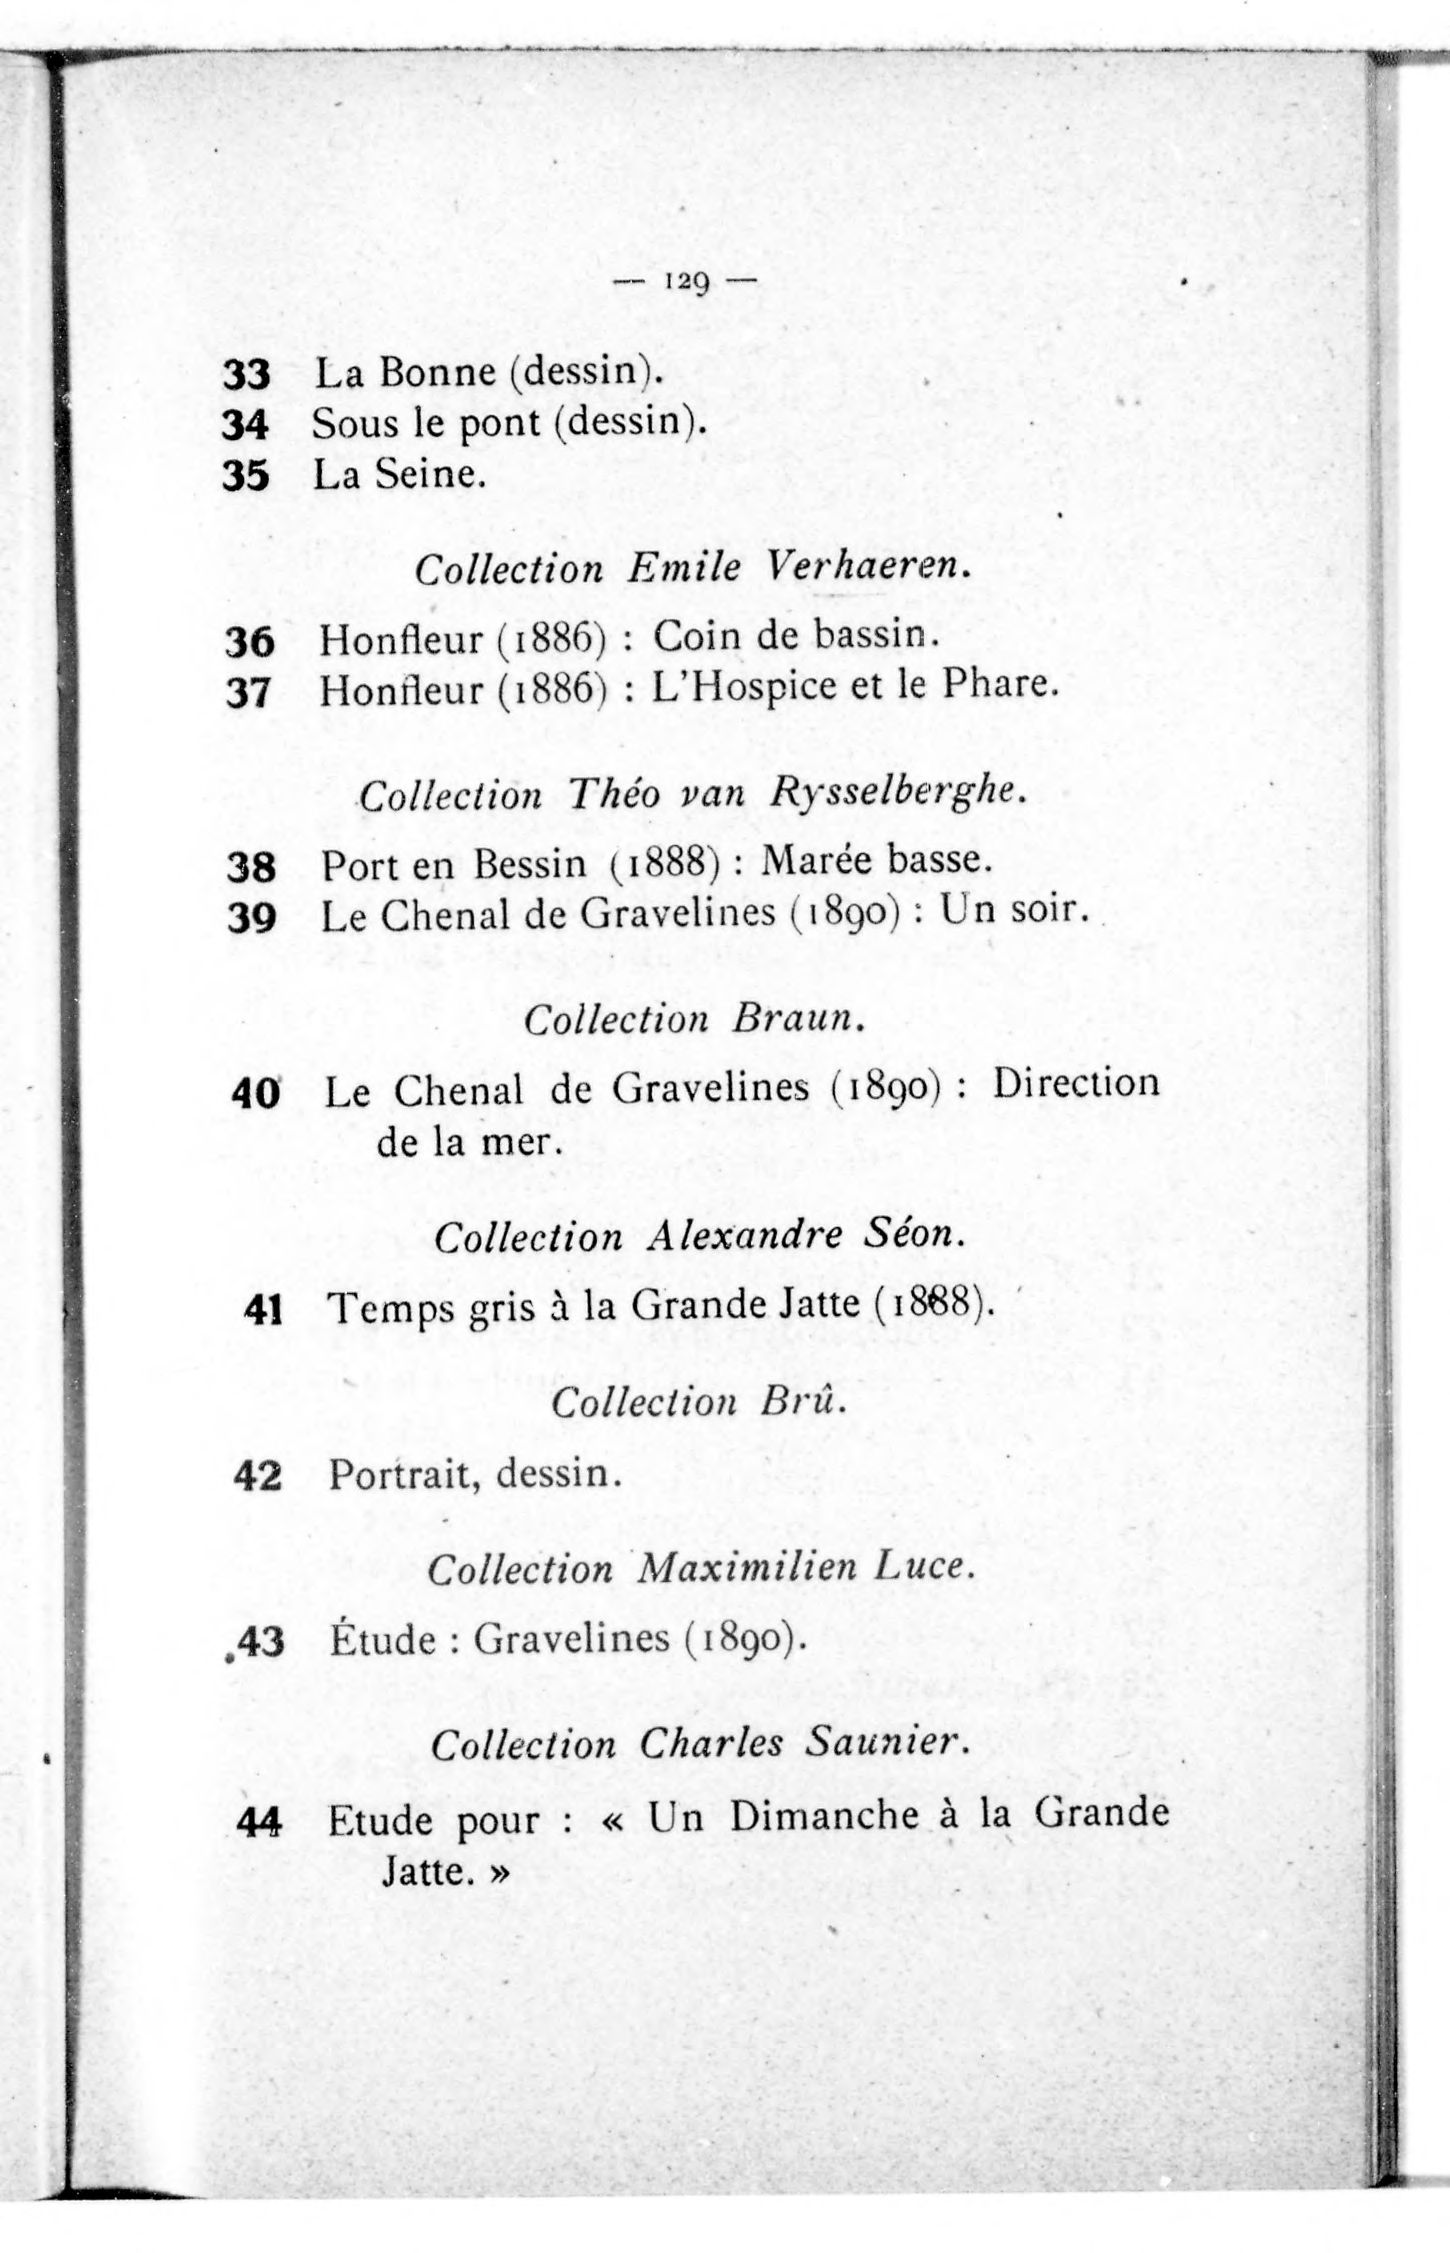 — 129 —
33 La Bonne (dessin).
34 Sous le pont (dessin).
35 La Seine.
Collection Emile Verhaeren.
36 Honfleur (1886) : Coin de bassin.
37 Honfleur (1886) : L'Hospice et le Phare.
Collection Théo van Rysselberghe.
38 Port en Bessin (1888) : Marée basse.
39 Le Chenal de Gravelines (1890) : Un soir.
Collection Braun.
40 Le Chenal de Gravelines (1890) : Direction
de la mer.
Collection Alexandre Séon.
41 Temps gris à la Grande Jatte (1888).
Collection Brû.
42 Portrait, dessin.
Collection Maximilien Luce.
43 Étude : Gravelines (1890).
Collection Charles Saunier.
44 Etude pour : « Un Dimanche à la Grande
Jatte. »